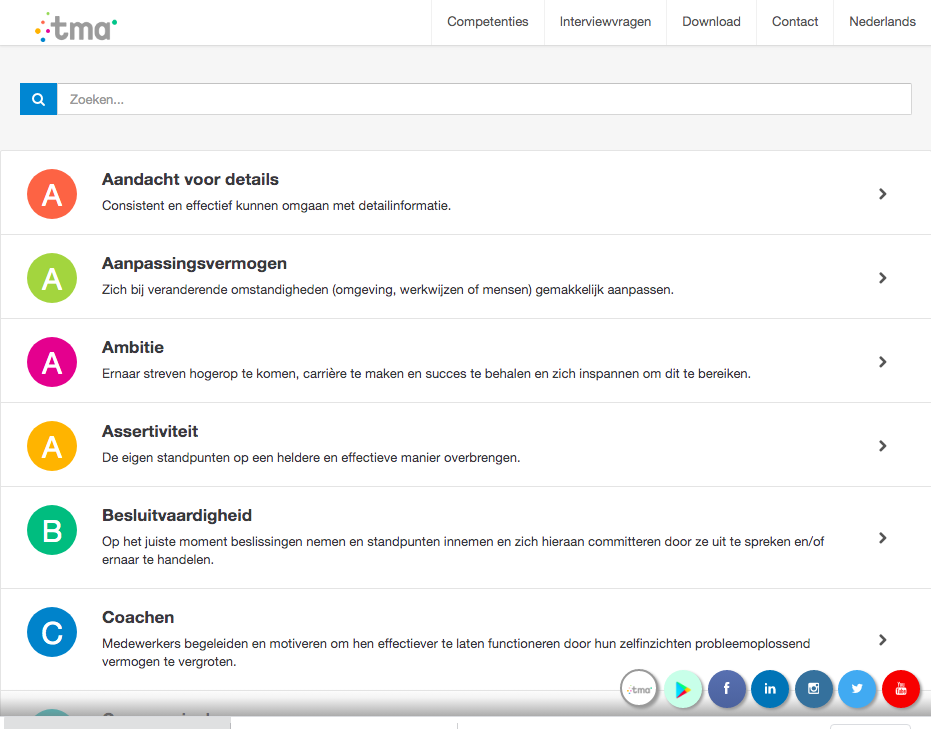 tma
Competenties
Interviewvragen
Download
Contact
Nederlands
Zoeken...
A
Aandacht voor details
Consistent en effectief kunnen omgaan met detailinformatie.
A
Aanpassingsvermogen
Zich bij veranderende omstandigheden (omgeving, werkwijzen of mensen) gemakkelijk aanpassen.
A
Ambitie
Ernaar streven hogerop te komen, carrière te maken en succes te behalen en zich inspannen om dit te bereiken.
A
Assertiviteit
De eigen standpunten op een heldere en effectieve manier overbrengen.
B
Besluitvaardigheid
Op het juiste moment beslissingen nemen en standpunten innemen en zich hieraan committeren door ze uit te spreken en/of
ernaar te handelen.
C
Coachen
Medewerkers begeleiden en motiveren om hen effectiever te laten functioneren door hun zelfinzichten probleemoplossend
vermogen te vergroten.
tma
f
in
You Tube